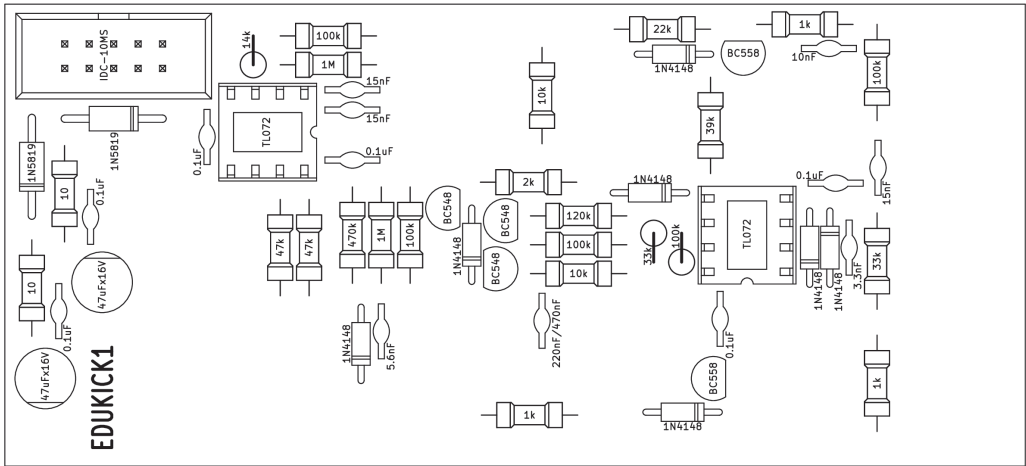 IDC-10MS
14k
100k
1M
22k
1N4148
BC558
1k
10nF
100k
15nF
15nF
10k
39k
TL072
0.1uF
0.1uF
1N5819
1N5819
10
0.1uF
2k
1N4148
0.1uF
15nF
47k
47k
470k
1M
100k
BC548
BC548
BC548
1N4148
120k
100k
10k
33k
100k
TL072
1N4148
1N4148
3.3nF
33k
10
0.1uF
47uFx16V
47uFx16V
EDUKICK1
1N4148
5.6nF
220nF/470nF
0.1uF
BC558
1N4148
1k
1k